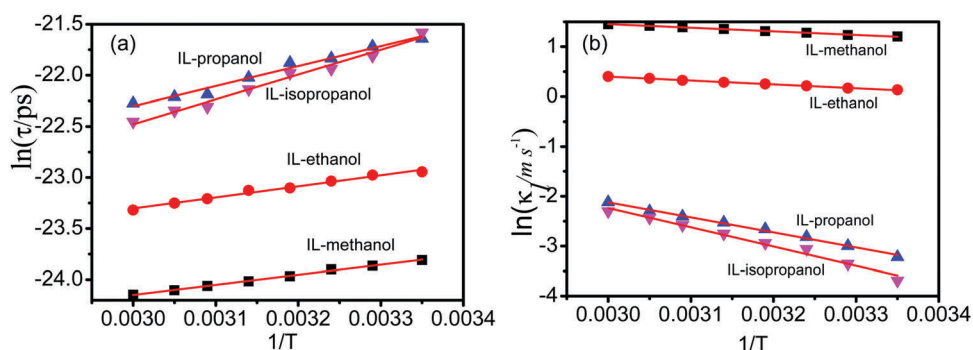 (a)
-21.5
-22.0
-22.5
-23.0
-23.5
-24.0
ln(τ/ps)
IL-propanol
IL-isopropanol
IL-ethanol
IL-methanol
0.0030 0.0031 0.0032 0.0033 0.0034
1/T
(b)
1
0
-1
-2
-3
-4
ln(κ/m s⁻¹)
IL-methanol
IL-ethanol
IL-propanol
IL-isopropanol
0.0030 0.0031 0.0032 0.0033 0.0034
1/T